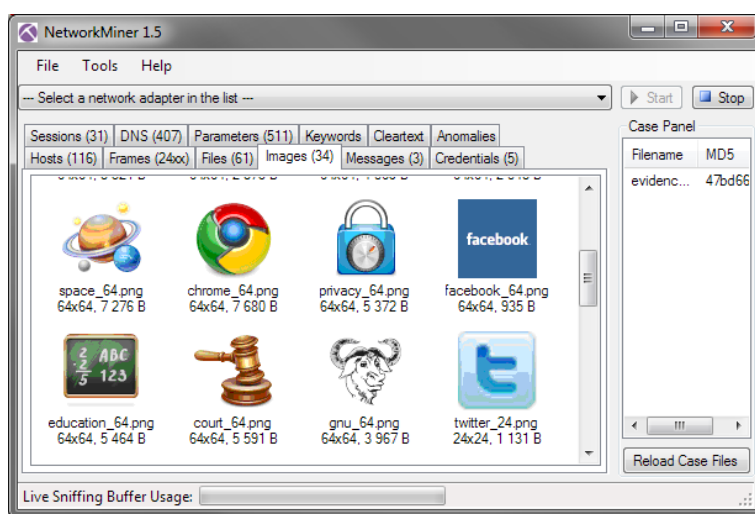 NetworkMiner 1.5
File Tools Help
--- Select a network adapter in the list ---
Start
Stop
Sessions (31) DNS (407) Parameters (511) Keywords Cleartext Anomalies
Hosts (116) Frames (24xx) Files (61) Images (34) Messages (3) Credentials (5)
space_64.png chrome_64.png privacy_64.png facebook_64.png
64x64, 7 276 B 64x64, 7 680 B 64x64, 5 372 B 64x64, 935 B
facebook
2 ABC
2 123
5
education_64.png court_64.png gnu_64.png twitter_24.png
64x64, 5 464 B 64x64, 5 591 B 64x64, 3 967 B 24x24, 1 131 B
Case Panel
Filename MD5
evidenc... 47bd66
Reload Case Files
Live Sniffing Buffer Usage: